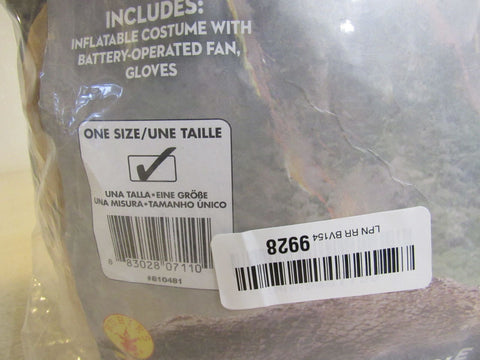 INCLUDES:
INFLATABLE COSTUME WITH
BATTERY-OPERATED FAN,
GLOVES
ONE SIZE/UNE TAILLE
UNA TALLA•EINE GRÖßE
UNA MISURA•TAMANHO ÚNICO
8 83028 07110
#810481
LPN RR BV154 9928